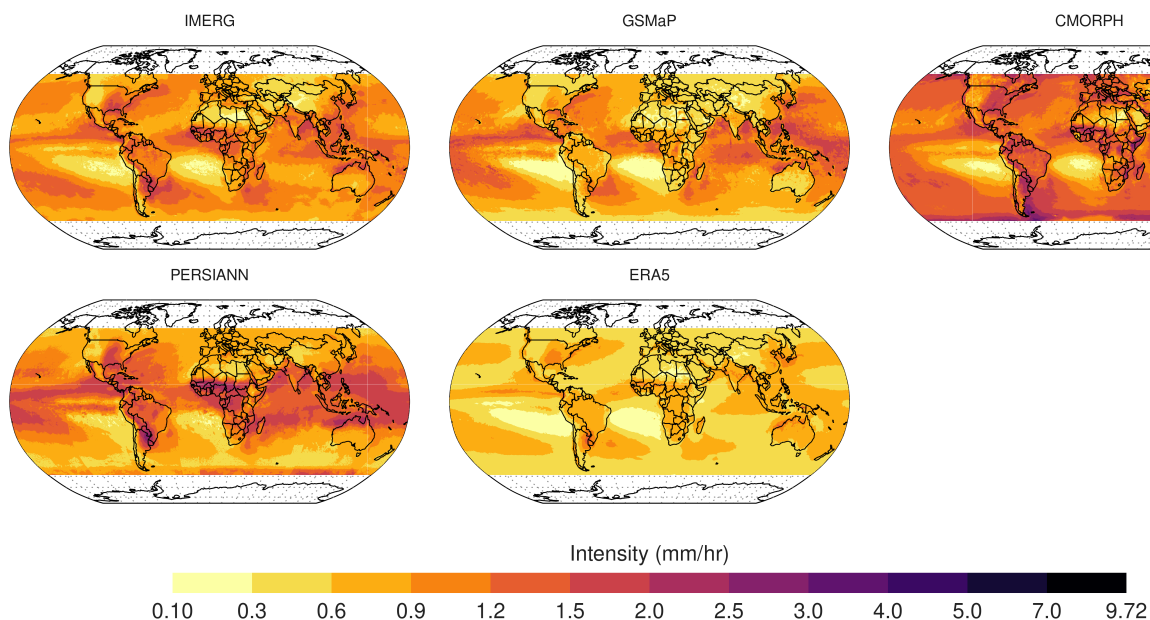 IMERG GSMaP CMORPH
PERSIANN ERA5
Intensity (mm/hr)
0.10 0.3 0.6 0.9 1.2 1.5 2.0 2.5 3.0 4.0 5.0 7.0 9.72